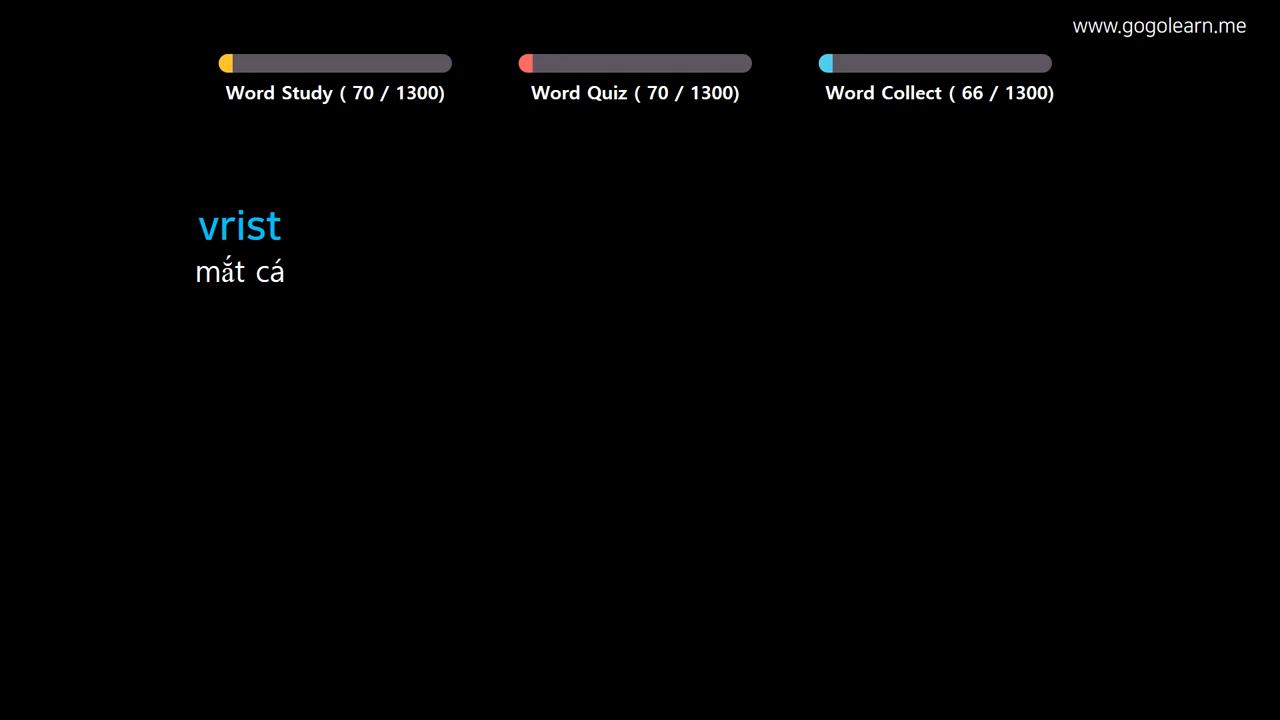 www.gogolearn.me
Word Study ( 70 / 1300)
Word Quiz ( 70 / 1300)
Word Collect ( 66 / 1300)
vrist
mắt cá